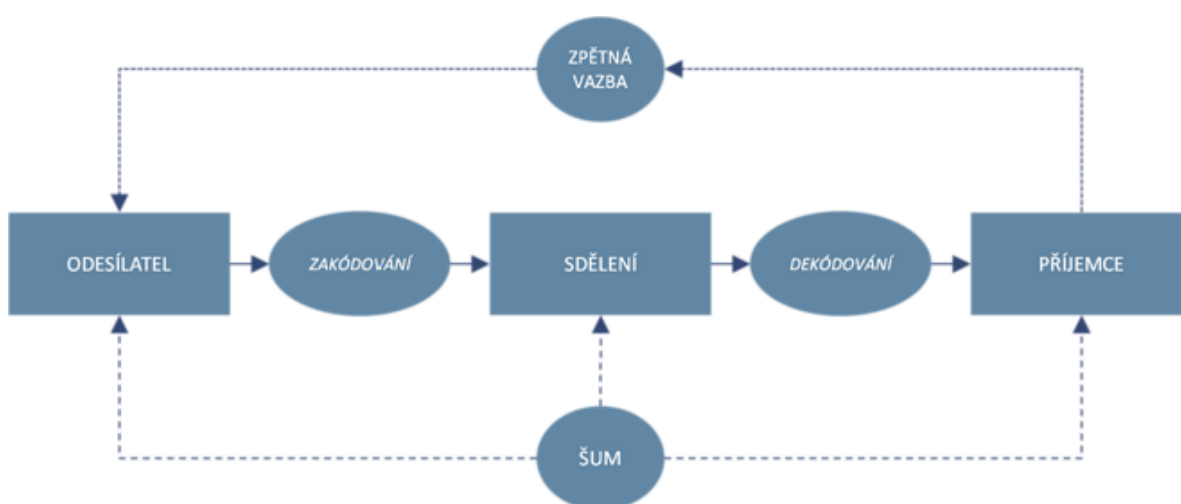 ZPĚTNÁ
VAZBA
ODESÍLATEL
ZAKÓDOVÁNÍ
SDĚLENÍ
DEKÓDOVÁNÍ
PŘÍJEMCE
ŠUM